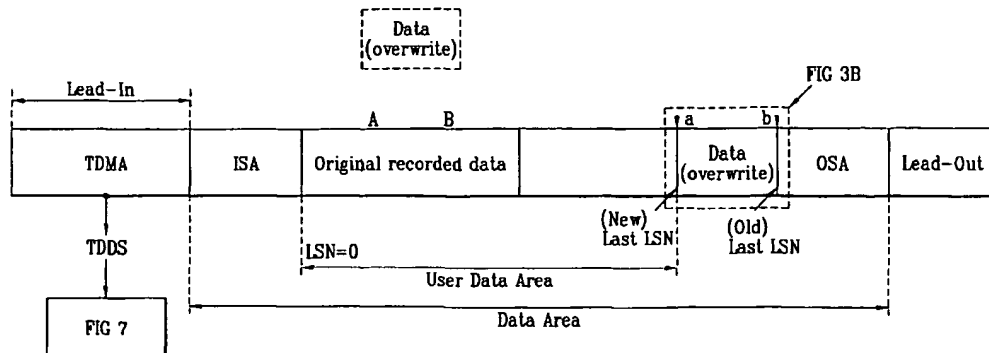 Data
(overwrite)
FIG 3B
Lead-In
A B
a b
TDMA ISA Original recorded data Data
(overwrite) OSA Lead-Out
(New)
Last LSN
(Old)
Last LSN
TDDS
LSN=0
User Data Area
FIG 7
Data Area